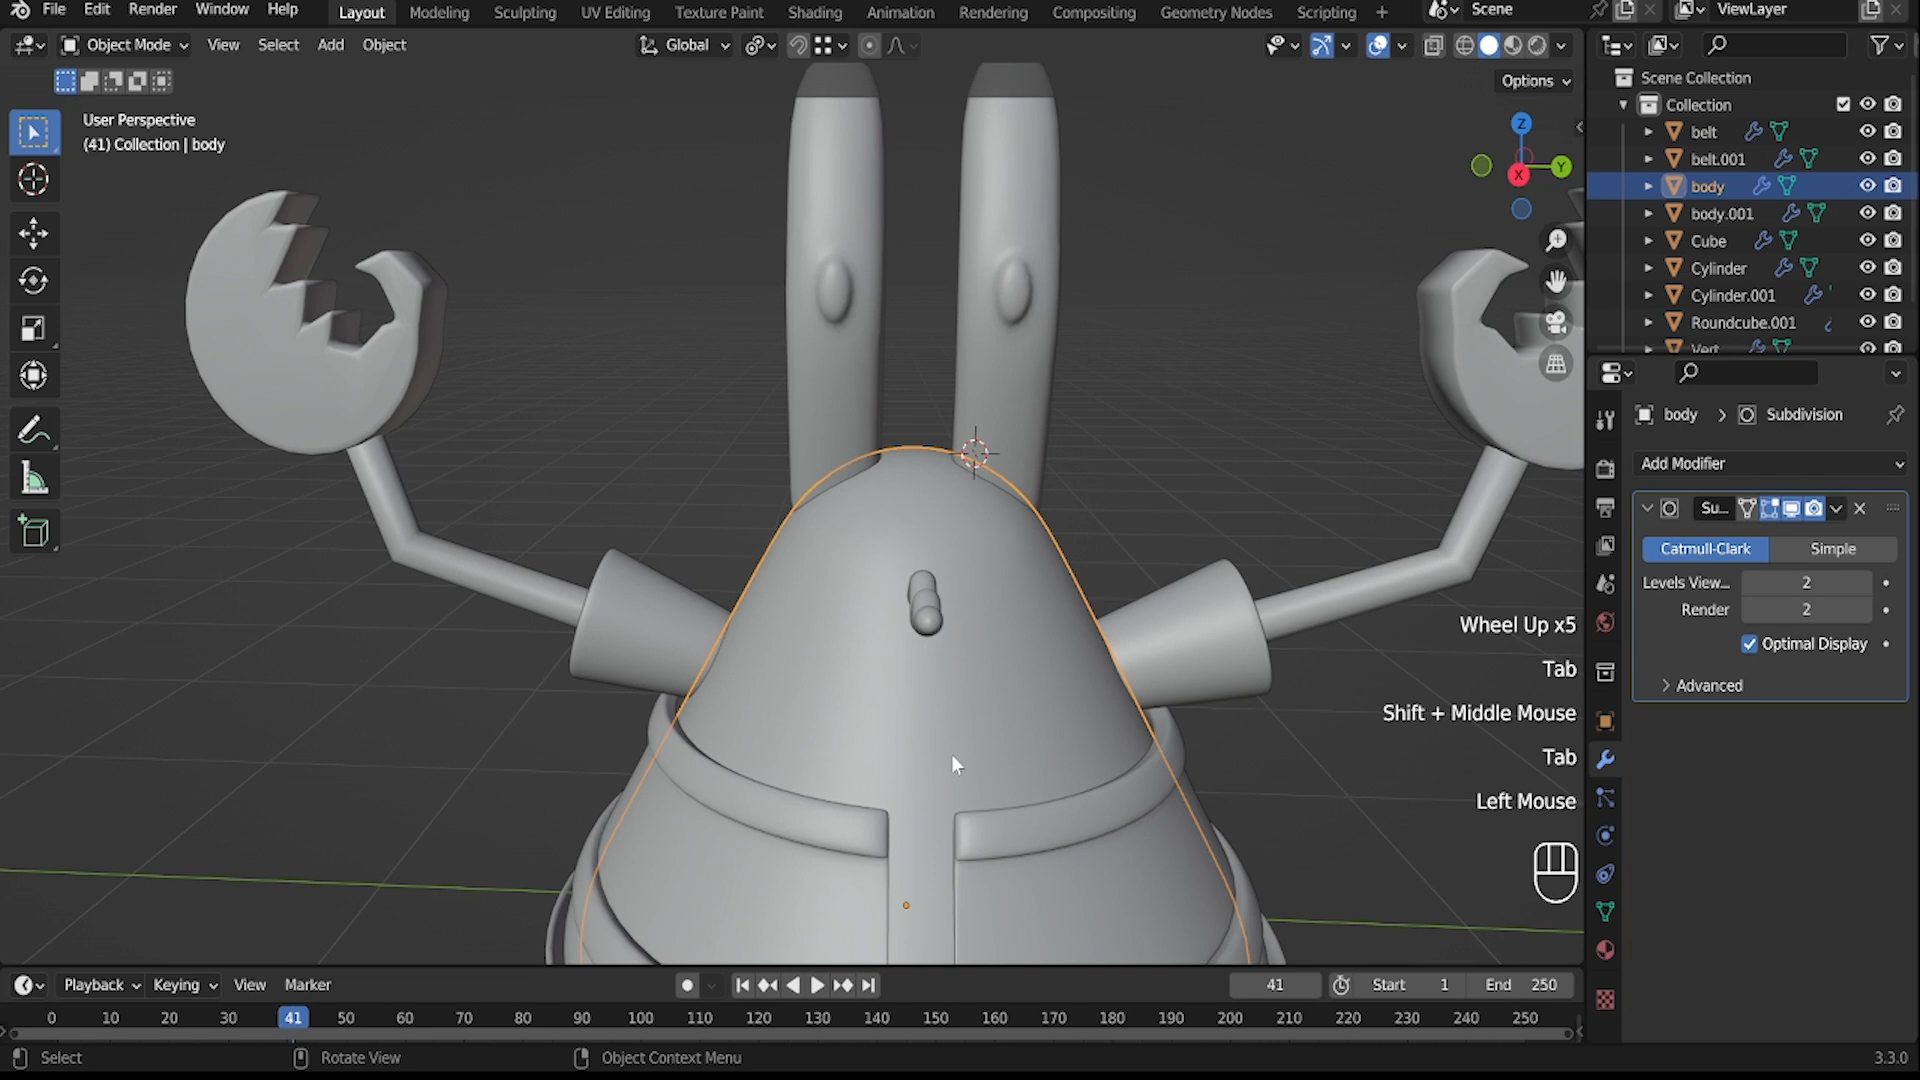 File Edit Render Window Help Layout Modeling Sculpting UV Editing Texture Paint Shading Animation Rendering Compositing Geometry Nodes Scripting + Scene ViewLayer
Object Mode View Select Add Object Global
Options
User Perspective
(41) Collection | body
Z
Y
X
Scene Collection
Collection
belt
belt.001
body
body.001
Cube
Cylinder
Cylinder.001
Roundcube.001
Vert
body > Subdivision
Add Modifier
Su...
Catmull-Clark Simple
Levels View... 2
Render 2
Optimal Display
Advanced
Wheel Up x5
Tab
Shift + Middle Mouse
Tab
Left Mouse
Playback Keying View Marker 41 Start 1 End 250
0 10 20 30 41 50 60 70 80 90 100 110 120 130 140 150 160 170 180 190 200 210 220 230 240 250
Select Rotate View Object Context Menu 3.3.0